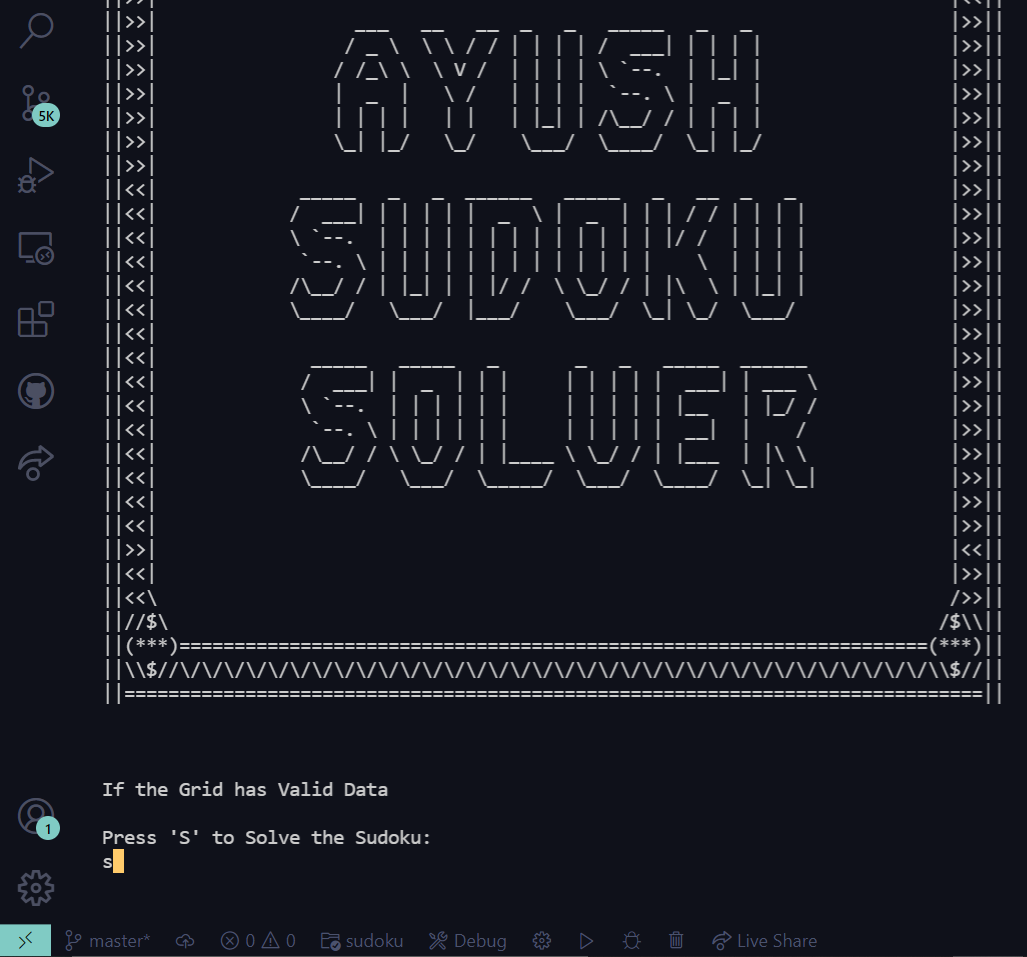 AYUSH
SUDOKU
SOLVER
5K
If the Grid has Valid Data
Press 'S' to Solve the Sudoku:
s
1
master* 0 0 sudoku Debug Live Share